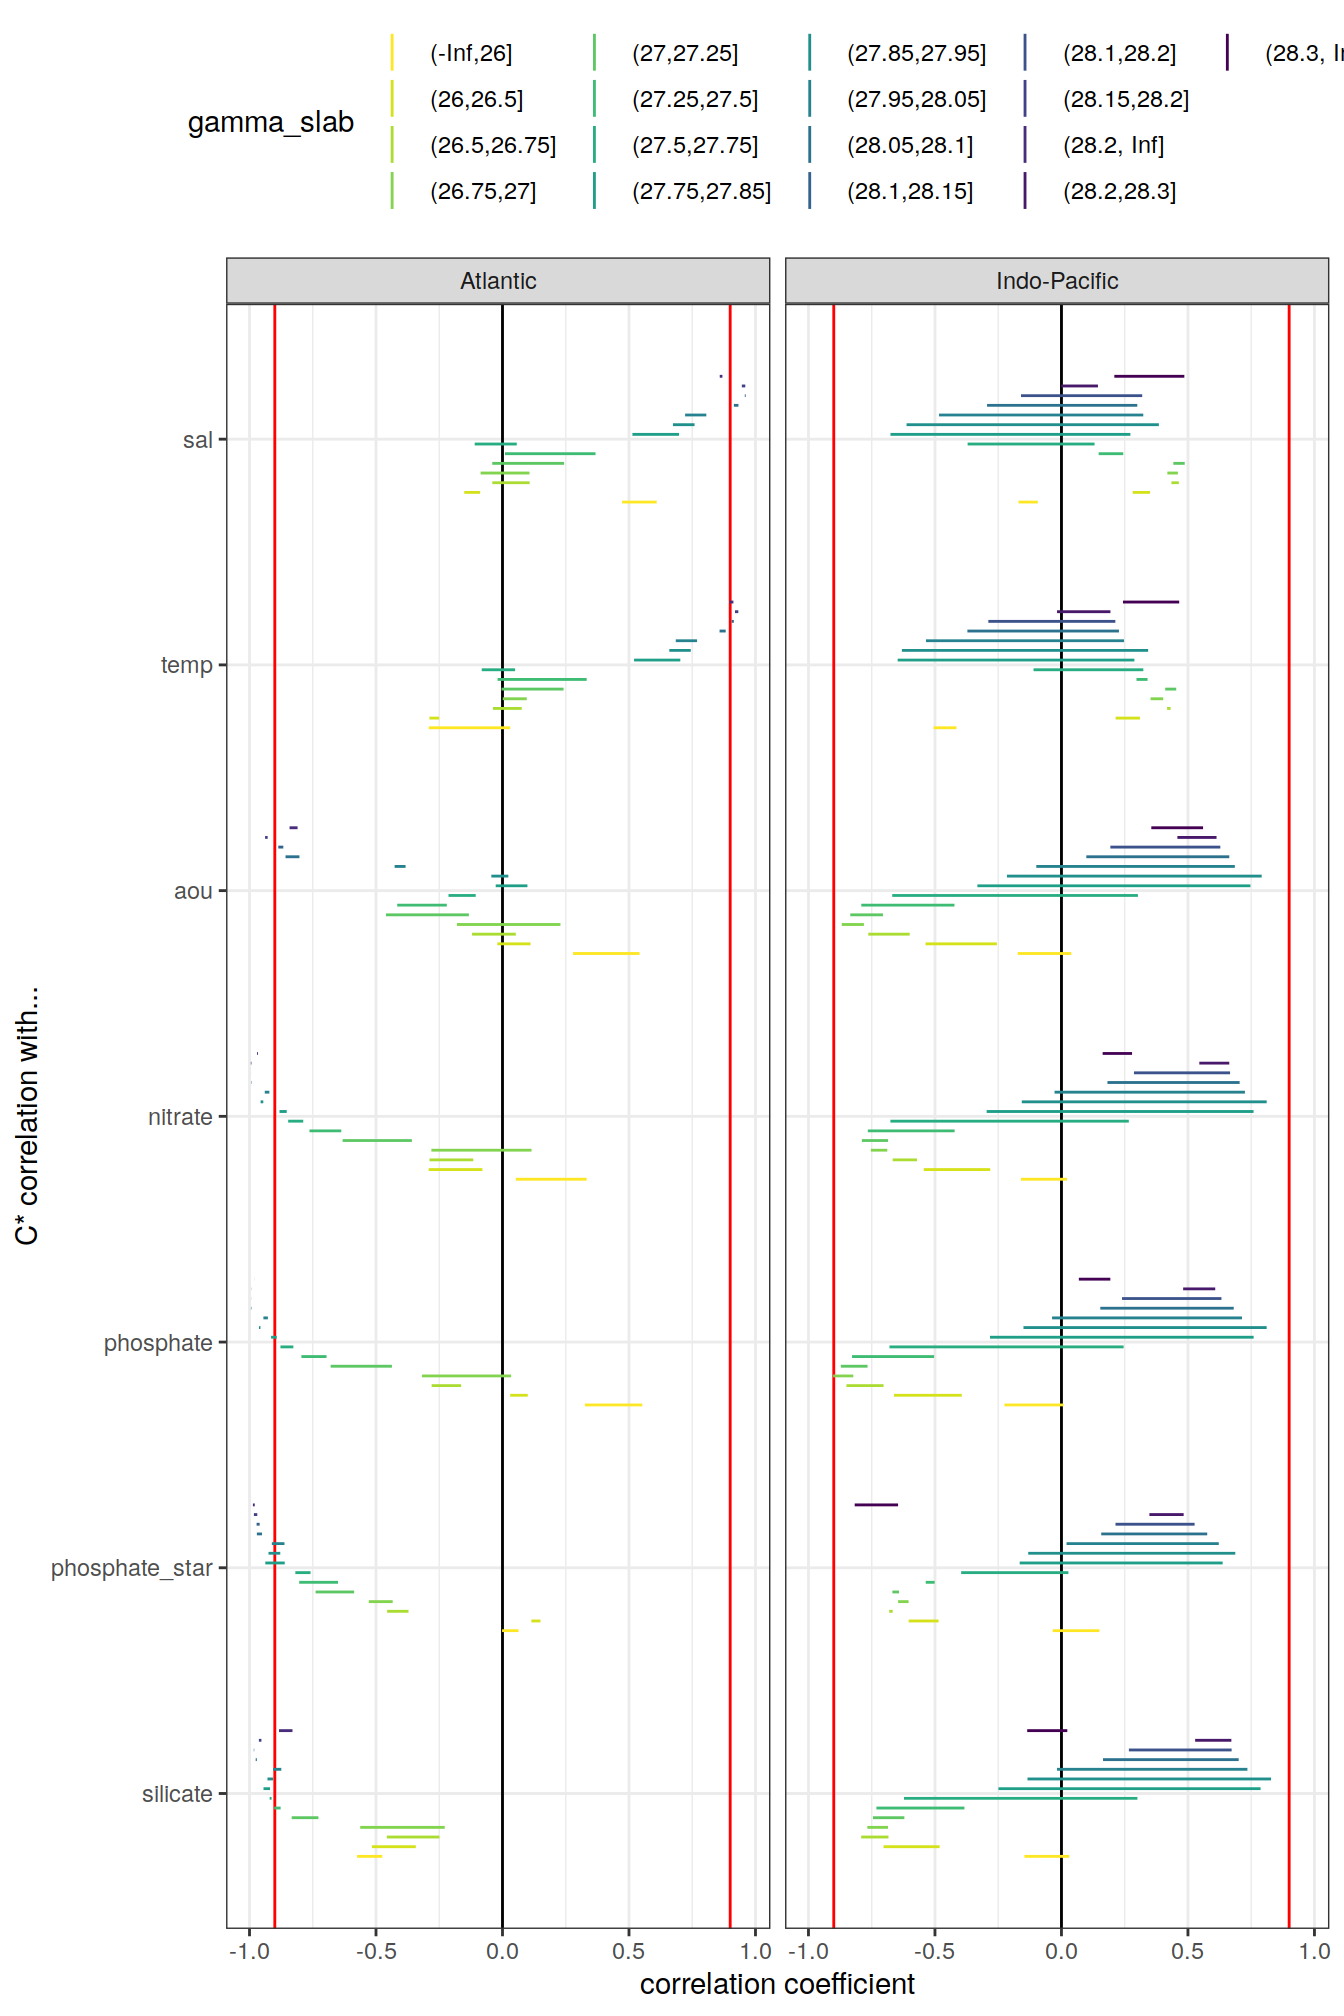 gamma_slab
(-Inf,26]
(26,26.5]
(26.5,26.75]
(26.75,27]
(27,27.25]
(27.25,27.5]
(27.5,27.75]
(27.75,27.85]
(27.85,27.95]
(27.95,28.05]
(28.05,28.1]
(28.1,28.15]
(28.1,28.2]
(28.15,28.2]
(28.2, Inf]
(28.2,28.3]
(28.3,
Atlantic
Indo-Pacific
C* correlation with...
sal
temp
aou
nitrate
phosphate
phosphate_star
silicate
-1.0 -0.5 0.0 0.5 1.0
-1.0 -0.5 0.0 0.5 1.0
correlation coefficient